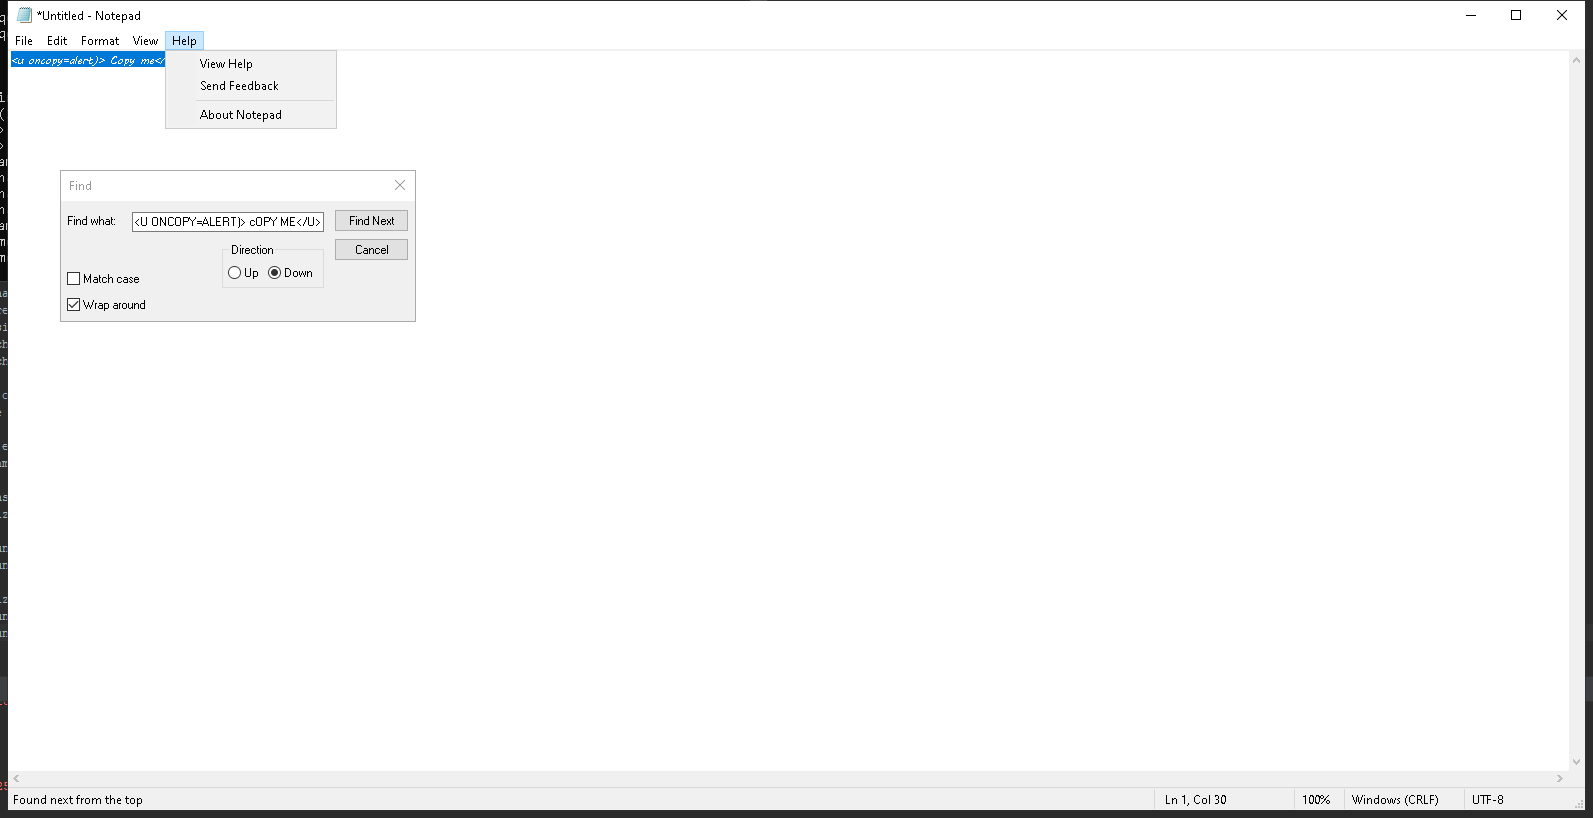 *Untitled - Notepad
File Edit Format View Help
<u oncopy=alert)> Copy me</
View Help
Send Feedback
About Notepad
Find
Find what: <U ONCOPY=ALERT)> cOPY ME</U> Find Next
Direction Cancel
Up Down
Match case
Wrap around
Found next from the top Ln 1, Col 30 100% Windows (CRLF) UTF-8